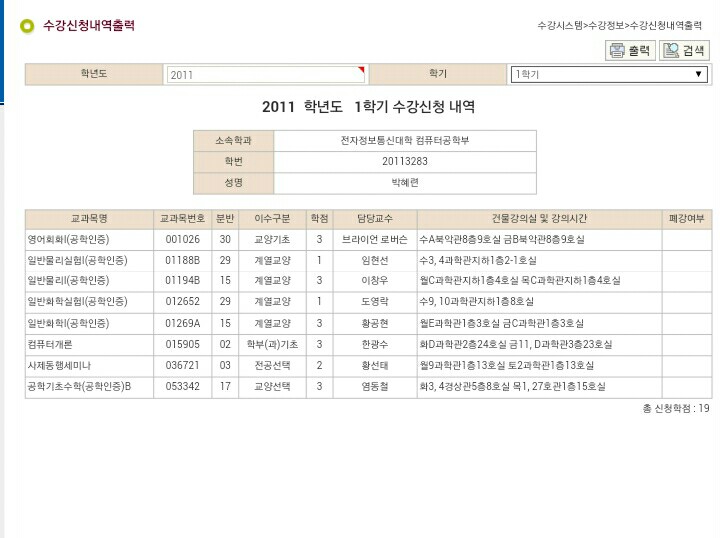 수강신청내역출력
수강시스템>수강정보>수강신청내역출력
출력 검색
학년도 2011 학기 1학기
2011 학년도 1학기 수강신청 내역
소속학과 전자정보통신대학 컴퓨터공학부
학번 20113283
성명 박혜련
교과목명 교과목번호 분반 이수구분 학점 담당교수 건물강의실 및 강의시간 폐강여부
영어회화I(공학인증) 001026 30 교양기초 3 브라이언 로버슨 수A북악관8층9호실 금B북악관8층9호실
일반물리실험I(공학인증) 01188B 29 계열교양 1 임현선 수3, 4과학관지하1층2-1호실
일반물리I(공학인증) 01194B 15 계열교양 3 이창우 월C과학관지하1층4호실 목C과학관지하1층4호실
일반화학실험I(공학인증) 012652 29 계열교양 1 도영락 수9, 10과학관지하1층8호실
일반화학I(공학인증) 01269A 15 계열교양 3 황공현 월E과학관1층3호실 금C과학관1층3호실
컴퓨터개론 015905 02 학부(과)기초 3 한광수 화D과학관2층24호실 금11, D과학관3층23호실
사제동행세미나 036721 03 전공선택 2 황선태 월9과학관1층13호실 토2과학관1층13호실
공학기초수학(공학인증)B 053342 17 교양선택 3 염동철 화3, 4경상관5층8호실 목1, 27호관1층15호실
총 신청학점 : 19